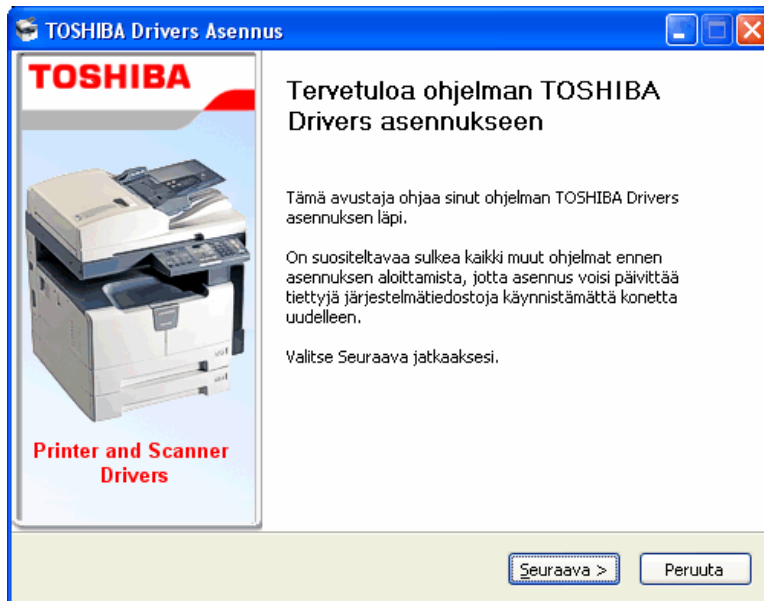 TOSHIBA Drivers Asennus
TOSHIBA
Tervetuloa ohjelman TOSHIBA
Drivers asennukseen
Tämä avustaja ohjaa sinut ohjelman TOSHIBA Drivers
asennuksen läpi.
On suositeltavaa sulkea kaikki muut ohjelmat ennen
asennuksen aloittamista, jotta asennus voisi päivittää
tiettyjä järjestelmätiedostoja käynnistämättä konetta
uudelleen.
Valitse Seuraava jatkaaksesi.
Printer and Scanner
Drivers
Seuraava >
Peruuta